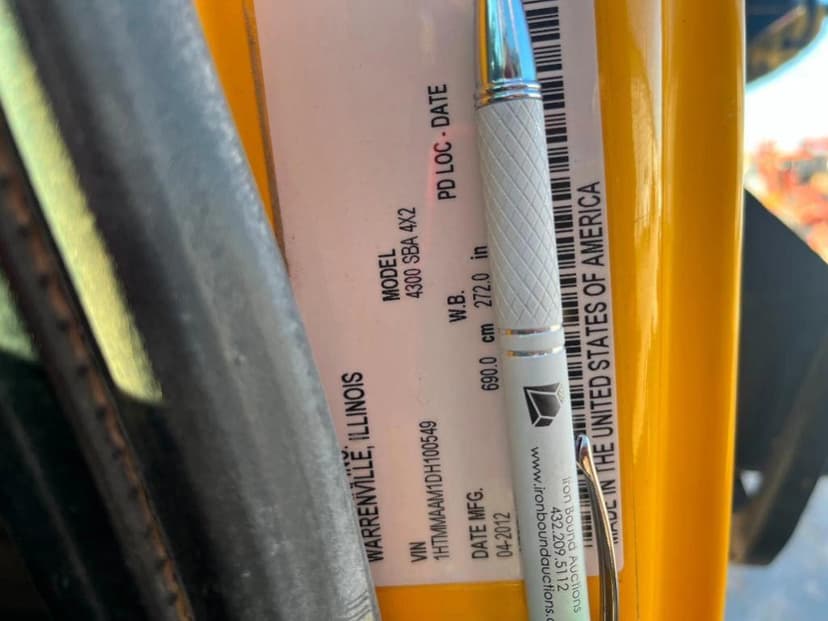 WARRENVILLE, ILLINOIS
VIN
1HTMMAAM1DH100549
MODEL
4300 SBA 4X2
DATE MFG.
04-2012
W.B.
690.0 cm 272.0 in
PD LOC - DATE
MADE IN THE UNITED STATES OF AMERICA
Iron Bound Auctions
432.209.5112
www.ironboundauctions.c